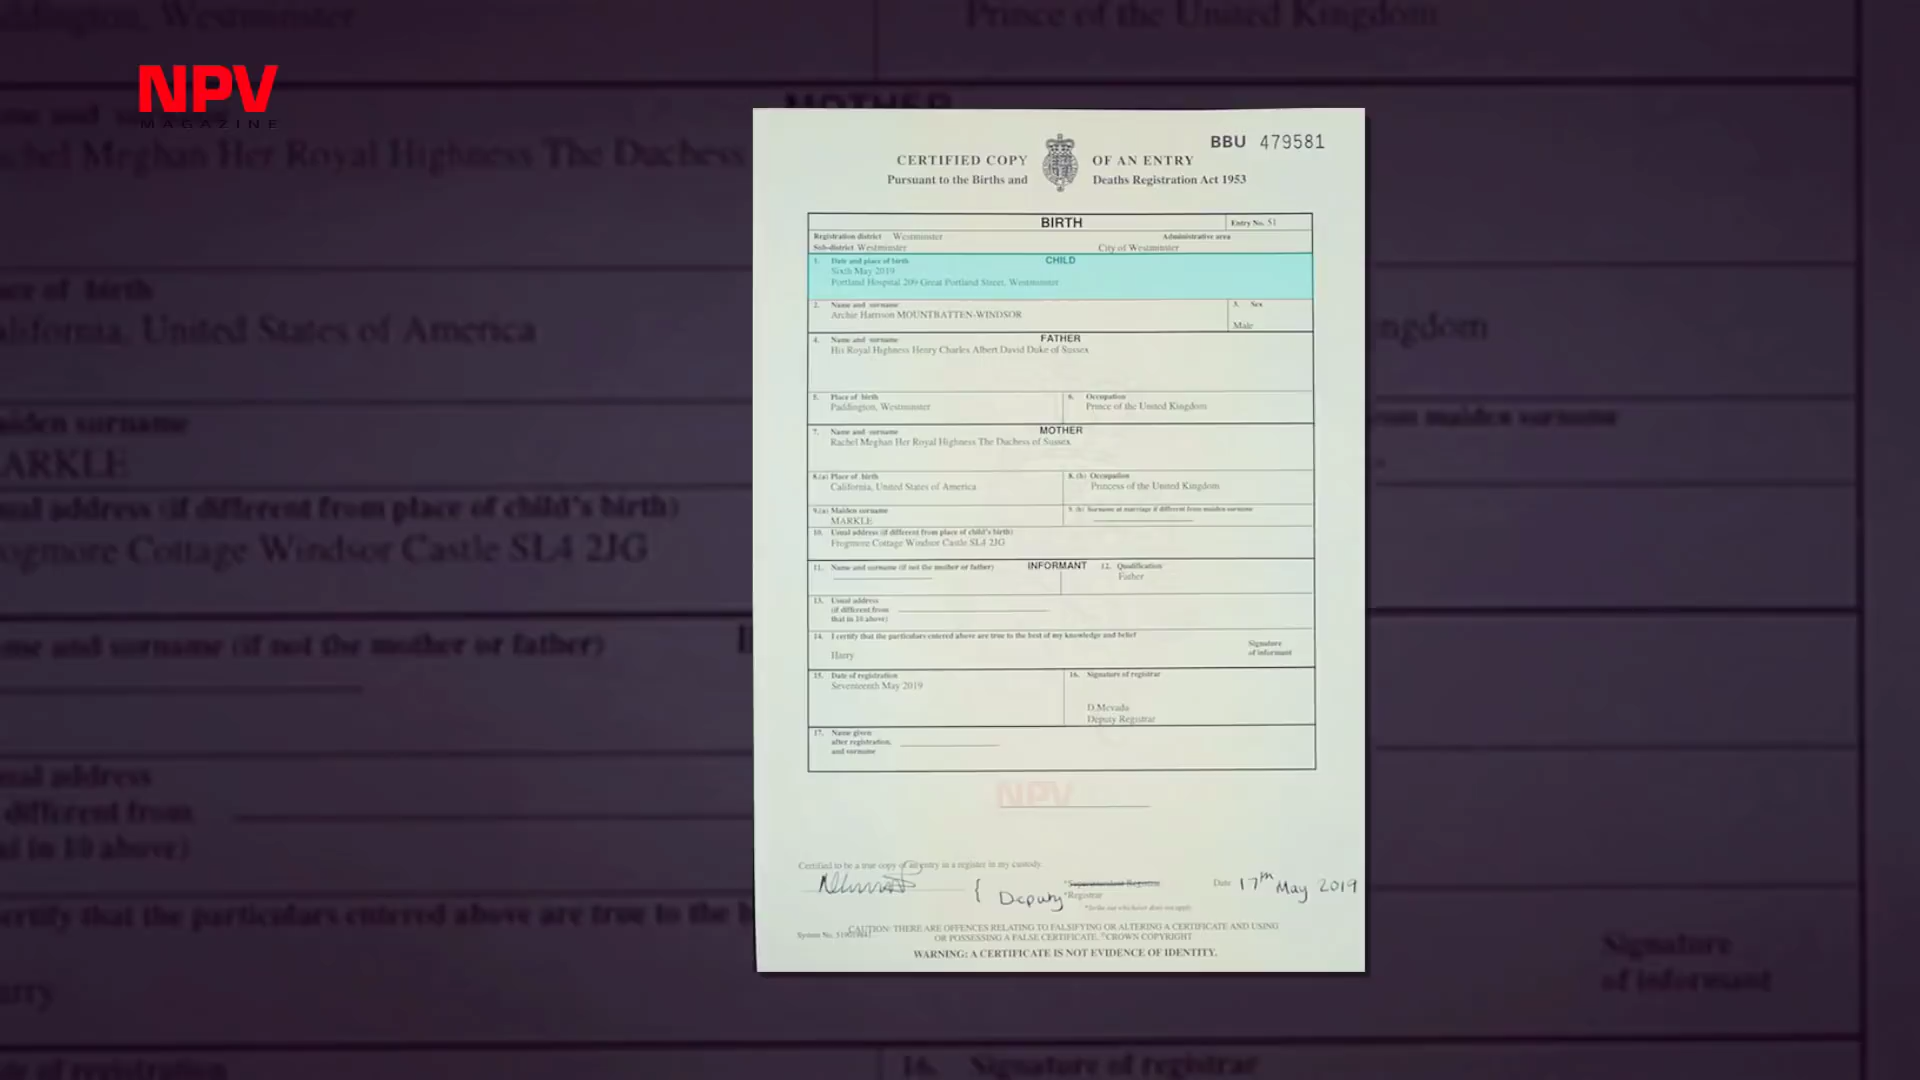 NPV
MAGAZINE
ddington, Westminster
Prince of the United Kingdom
MOTHER
Rachel Meghan Her Royal Highness The Duchess
ace of birth
alifornia, United States of America
ngdom
aiden surname
from maiden surname
ARKLE
ual address (if different from place of child's birth)
ogmore Cottage Windsor Castle SL4 2JG
me and surname (if not the mother or father)
ual address
different from
at in 10 above)
ertify that the particulars entered above are true to the b
Signature
of informant
arry
te of registration
16. Signature of registrar
BBU 479581
CERTIFIED COPY OF AN ENTRY
Pursuant to the Births and Deaths Registration Act 1953
BIRTH
Entry No. 51
Registration district Westminster
Administrative area
Sub-district Westminster
City of Westminster
1. Date and place of birth
CHILD
Sixth May 2019
Portland Hospital 209 Great Portland Street, Westminster
2. Name and surname
3. Sex
Archie Harrison MOUNTBATTEN-WINDSOR
Male
4. Name and surname
FATHER
His Royal Highness Henry Charles Albert David Duke of Sussex
5. Place of birth
6. Occupation
Paddington, Westminster
Prince of the United Kingdom
7. Name and surname
MOTHER
Rachel Meghan Her Royal Highness The Duchess of Sussex
8.(a) Place of birth
8.(b) Occupation
California, United States of America
Princess of the United Kingdom
9.(a) Maiden surname
9.(b) Surname at marriage if different from maiden surname
MARKLE
10. Usual address (if different from place of child's birth)
Frogmore Cottage Windsor Castle SL4 2JG
11. Name and surname (if not the mother or father)
INFORMANT
12. Qualification
Father
13. Usual address
(if different from
that in 10 above)
14. I certify that the particulars entered above are true to the best of my knowledge and belief
Signature
of informant
Harry
15. Date of registration
16. Signature of registrar
Seventeenth May 2019
D.Mcvada
Deputy Registrar
17. Name given
after registration,
and surname
NPV
Certified to be a true copy of an entry in a register in my custody.
Deputy
*Superintendent Registrar
*Registrar
*Strike out whichever does not apply
Date 17th May 2019
System No.
CAUTION: THERE ARE OFFENCES RELATING TO FALSIFYING OR ALTERING A CERTIFICATE AND USING
OR POSSESSING A FALSE CERTIFICATE. ©CROWN COPYRIGHT
WARNING: A CERTIFICATE IS NOT EVIDENCE OF IDENTITY.